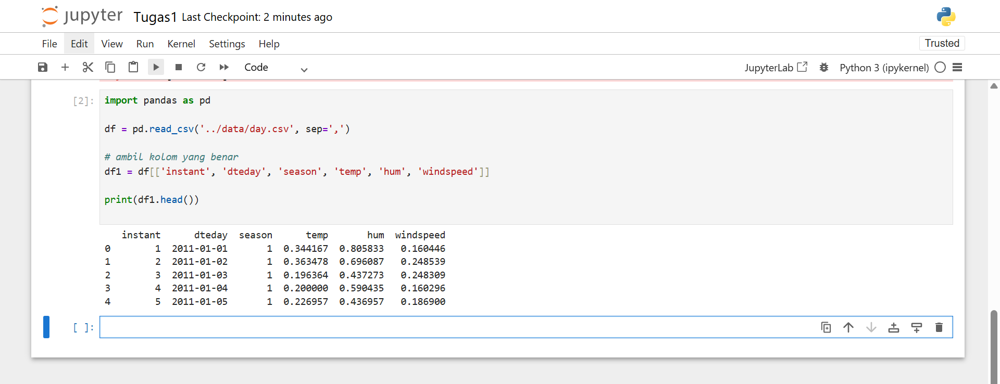 jupyter Tugas1 Last Checkpoint: 2 minutes ago
File Edit View Run Kernel Settings Help Trusted
Code JupyterLab Python 3 (ipykernel)
[2]: import pandas as pd
df = pd.read_csv('../data/day.csv', sep=',')
# ambil kolom yang benar
df1 = df[['instant', 'dteday', 'season', 'temp', 'hum', 'windspeed']]
print(df1.head())
instant dteday season temp hum windspeed
0 1 2011-01-01 1 0.344167 0.805833 0.160446
1 2 2011-01-02 1 0.363478 0.696087 0.248539
2 3 2011-01-03 1 0.196364 0.437273 0.248309
3 4 2011-01-04 1 0.200000 0.590435 0.160296
4 5 2011-01-05 1 0.226957 0.436957 0.186900
[ ]: